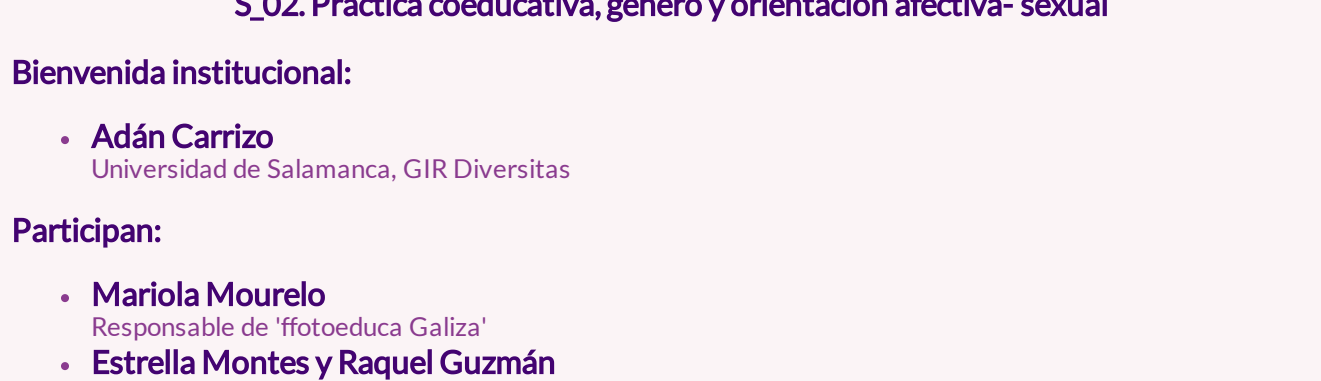 S_02. Práctica coeducativa, género y orientación afectiva- sexual
Bienvenida institucional:
Adán Carrizo
Universidad de Salamanca, GIR Diversitas
Participan:
Mariola Mourelo
Responsable de 'ffotoeduca Galiza'
Estrella Montes y Raquel Guzmán